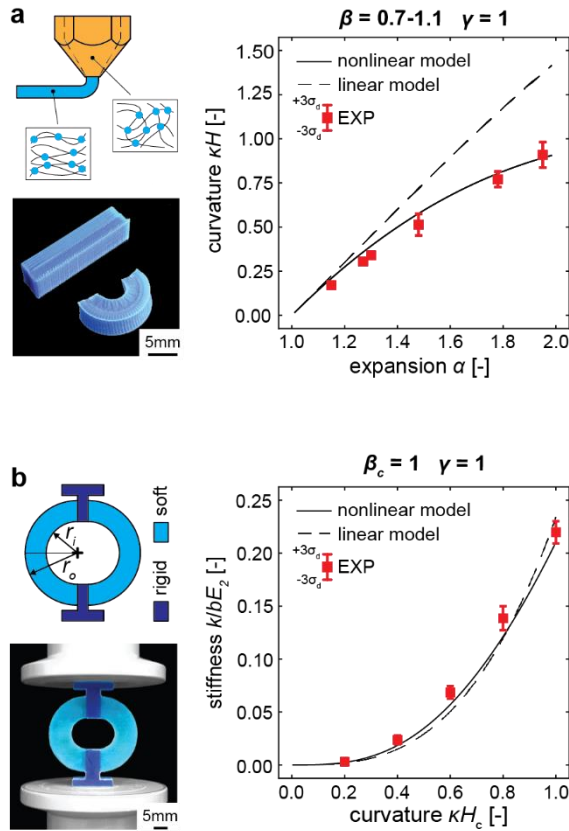 a
5mm
β = 0.7-1.1 γ = 1
nonlinear model
linear model
+3σd
-3σd
EXP
curvature κH [-]
1.50
1.25
1.00
0.75
0.50
0.25
0.00
1.0 1.2 1.4 1.6 1.8 2.0
expansion α [-]
b
ri
ro
soft
rigid
5mm
βc = 1 γ = 1
nonlinear model
linear model
+3σd
-3σd
EXP
stiffness k/bE2
0.25
0.20
0.15
0.10
0.05
0.00
0.0 0.2 0.4 0.6 0.8 1.0
curvature κHc [-]